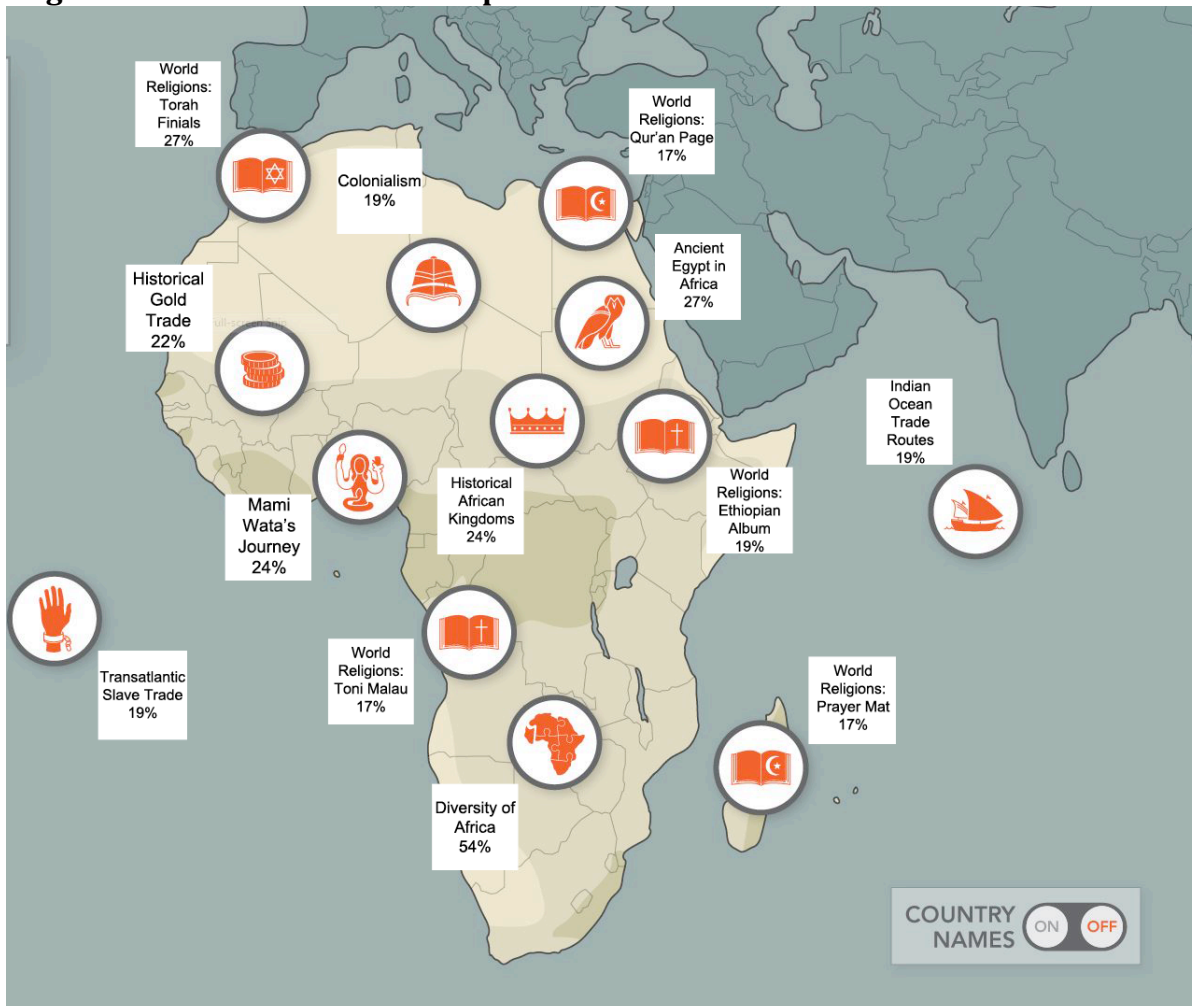 World
Religions:
Torah
Finials
27%
World
Religions:
Qur'an Page
17%
Colonialism
19%
Ancient
Egypt in
Africa
27%
Historical
Gold
Trade
22%
Indian
Ocean
Trade
Routes
19%
Mami
Wata's
Journey
24%
Historical
African
Kingdoms
24%
World
Religions:
Ethiopian
Album
19%
Transatlantic
Slave Trade
19%
World
Religions:
Toni Malau
17%
World
Religions:
Prayer Mat
17%
Diversity of
Africa
54%
COUNTRY
NAMES
ON OFF